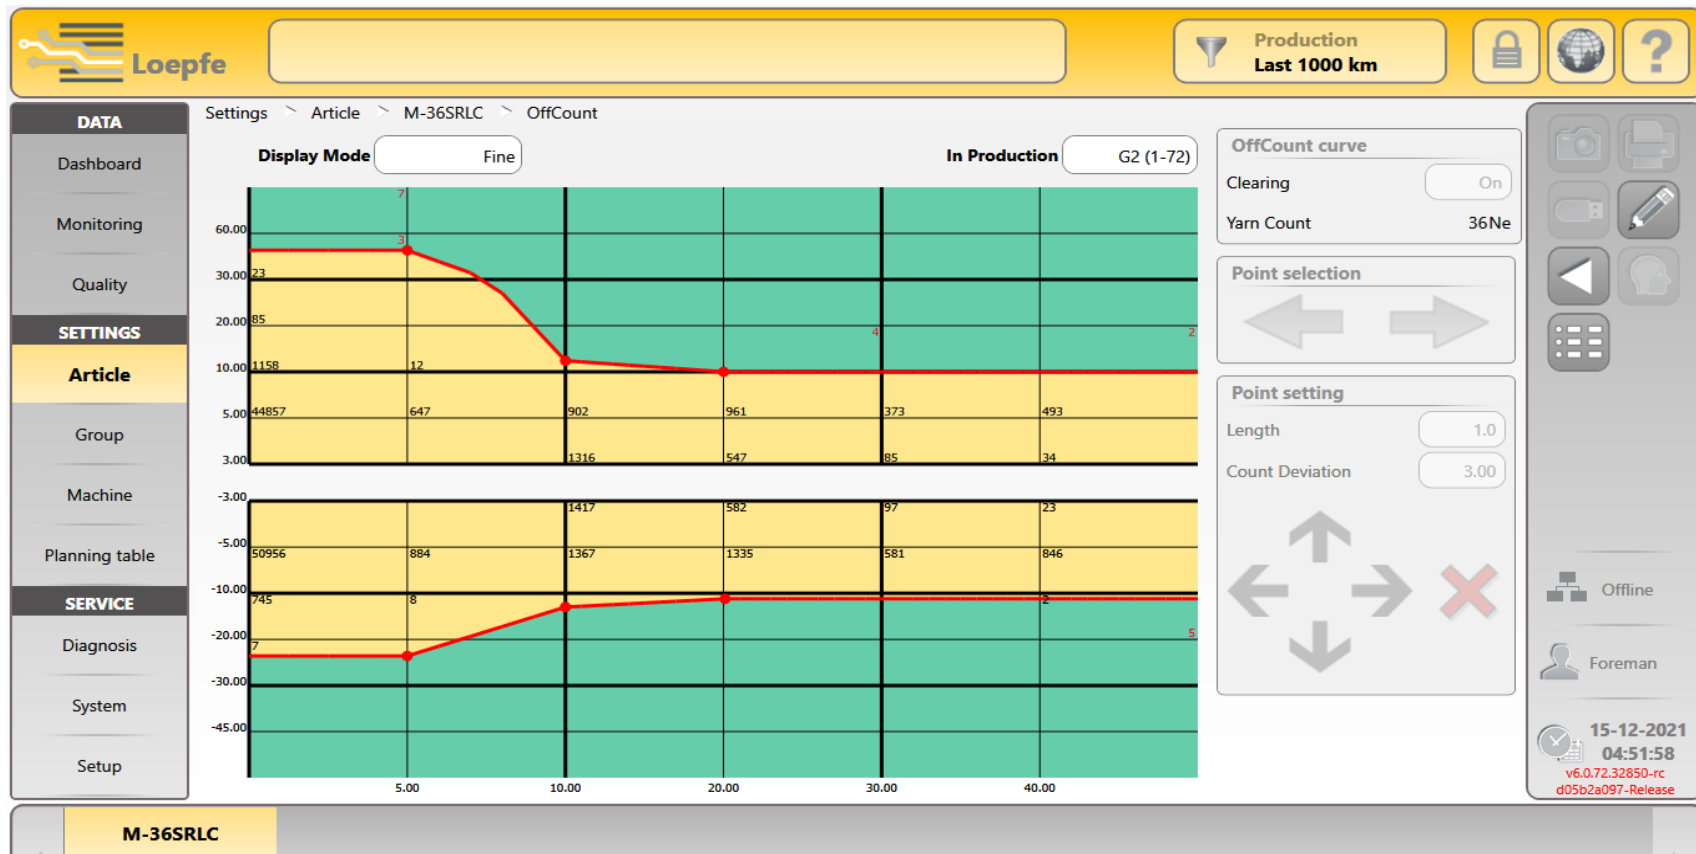 Loepfe
Production
Last 1000 km
?
DATA
Dashboard
Monitoring
Quality
SETTINGS
Article
Group
Machine
Planning table
SERVICE
Diagnosis
System
Setup
Settings > Article > M-36SRLC > OffCount
Display Mode Fine
In Production G2 (1-72)
7
60.00
3
30.00 23
20.00 85 4 2
10.00 1158 12
5.00 44857 647 902 961 373 493
3.00 1316 547 85 34
-3.00 1417 582 97 23
-5.00 50956 884 1367 1335 581 846
-10.00 745 8 2
-20.00 7 5
-30.00
-45.00
5.00 10.00 20.00 30.00 40.00
OffCount curve
Clearing On
Yarn Count 36Ne
Point selection
Point setting
Length 1.0
Count Deviation 3.00
Offline
Foreman
15-12-2021
04:51:58
v6.0.72.32850-rc
d05b2a097-Release
M-36SRLC